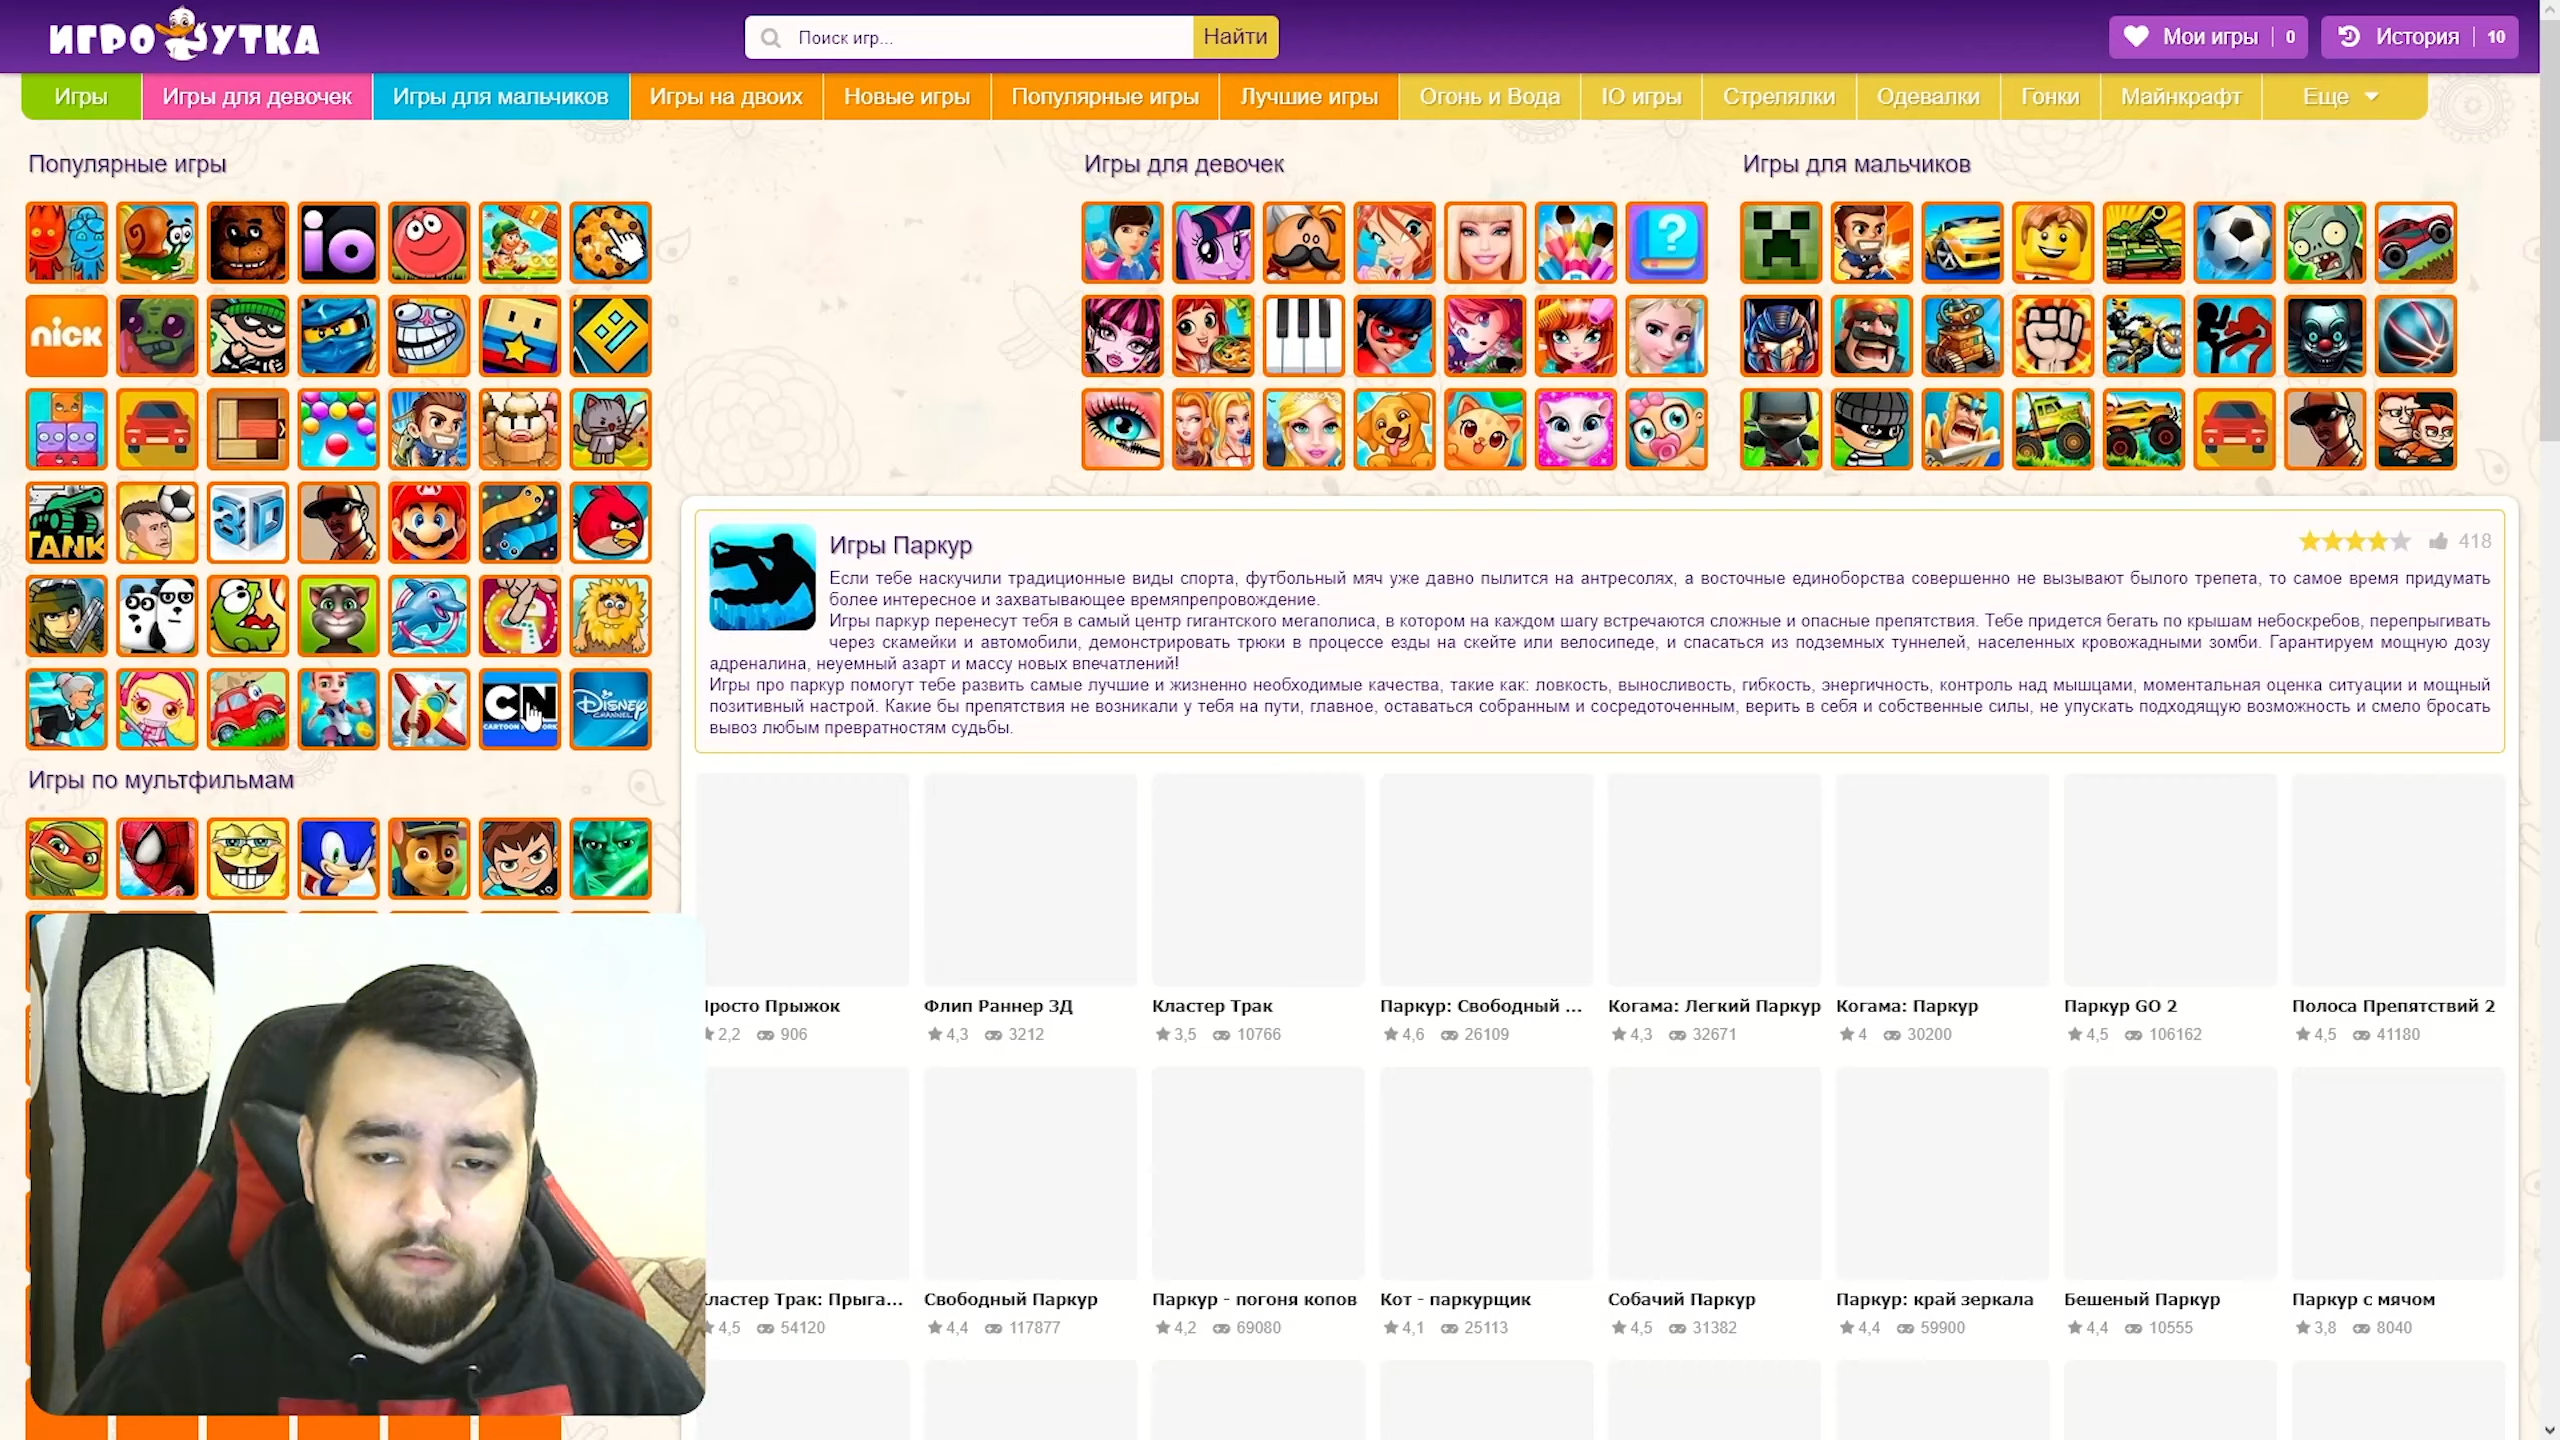 ИГРО УТКА
Поиск игр...
Найти
Мои игры | 0
История | 10
Игры
Игры для девочек
Игры для мальчиков
Игры на двоих
Новые игры
Популярные игры
Лучшие игры
Огонь и Вода
IO игры
Стрелялки
Одевалки
Гонки
Майнкрафт
Еще
Популярные игры
Игры для девочек
Игры для мальчиков
io
nick
?
TANK
3D
CN
DISNEY
CHANNEL
Игры Паркур
418
Если тебе наскучили традиционные виды спорта, футбольный мяч уже давно пылится на антресолях, а восточные единоборства совершенно не вызывают былого трепета, то самое время придумать
более интересное и захватывающее времяпрепровождение.
Игры паркур перенесут тебя в самый центр гигантского мегаполиса, в котором на каждом шагу встречаются сложные и опасные препятствия. Тебе придется бегать по крышам небоскребов, перепрыгивать
через скамейки и автомобили, демонстрировать трюки в процессе езды на скейте или велосипеде, и спасаться из подземных туннелей, населенных кровожадными зомби. Гарантируем мощную дозу
адреналина, неуемный азарт и массу новых впечатлений!
Игры про паркур помогут тебе развить самые лучшие и жизненно необходимые качества, такие как: ловкость, выносливость, гибкость, энергичность, контроль над мышцами, моментальная оценка ситуации и мощный
позитивный настрой. Какие бы препятствия не возникали у тебя на пути, главное, оставаться собранным и сосредоточенным, верить в себя и собственные силы, не упускать подходящую возможность и смело бросать
вывоз любым превратностям судьбы.
Игры по мультфильмам
Просто Прыжок
2,2 906
Флип Раннер 3Д
4,3 3212
Кластер Трак
3,5 10766
Паркур: Свободный ...
4,6 26109
Когама: Легкий Паркур
4,3 32671
Когама: Паркур
4 30200
Паркур GO 2
4,5 106162
Полоса Препятствий 2
4,5 41180
Кластер Трак: Прыга...
4,5 54120
Свободный Паркур
4,4 117877
Паркур - погоня копов
4,2 69080
Кот - паркурщик
4,1 25113
Собачий Паркур
4,5 31382
Паркур: край зеркала
4,4 59900
Бешеный Паркур
4,4 10555
Паркур с мячом
3,8 8040